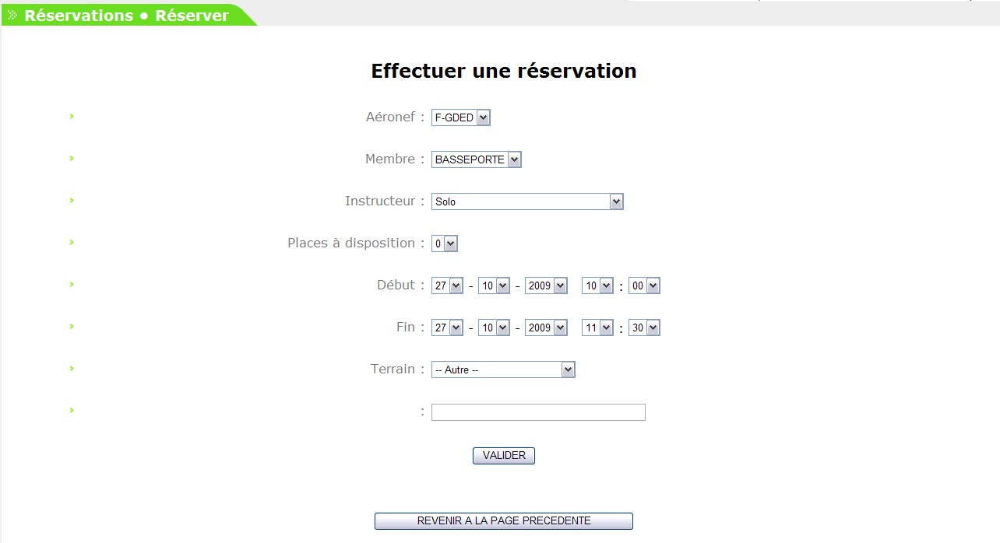 Réservations ● Réserver
Effectuer une réservation
Aéronef : F-GDED
Membre : BASSEPORTE
Instructeur : Solo
Places à disposition : 0
Début : 27 - 10 - 2009 10 : 00
Fin : 27 - 10 - 2009 11 : 30
Terrain : -- Autre --
:
VALIDER
REVENIR A LA PAGE PRECEDENTE